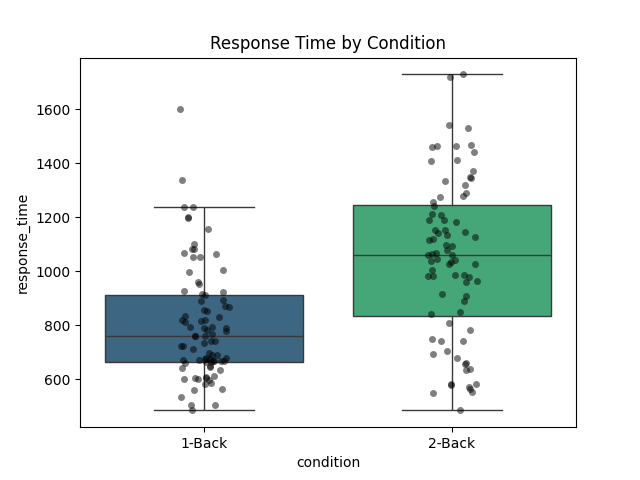 Response Time by Condition
response_time
1600
1400
1200
1000
800
600
1-Back
2-Back
condition